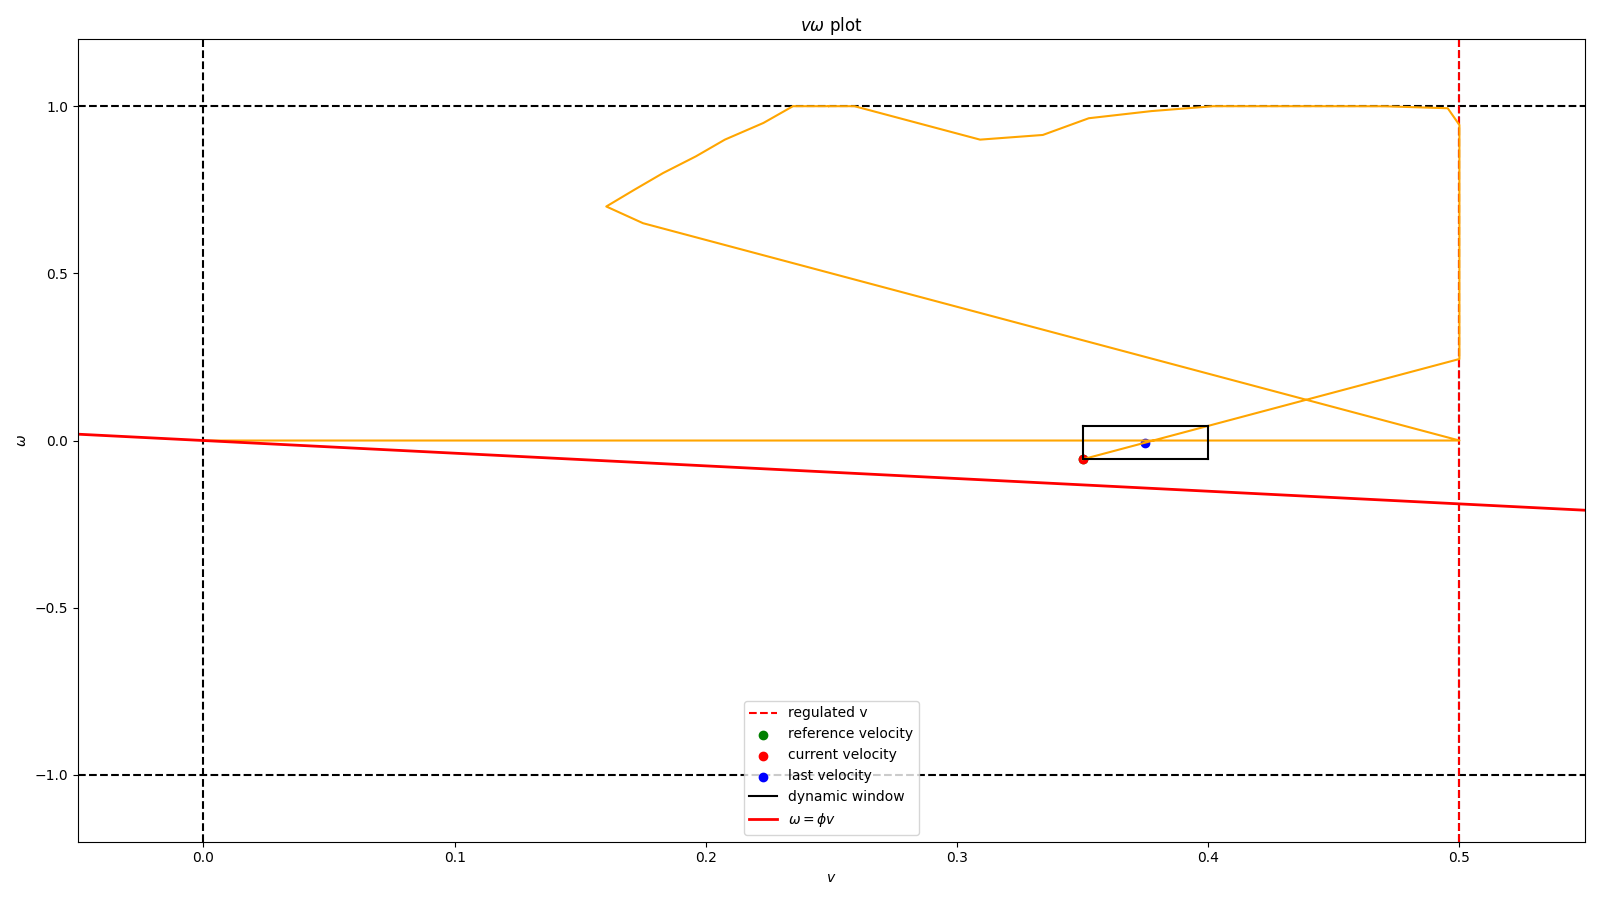 vω plot
1.0
0.5
0.0
−0.5
−1.0
ω
0.0 0.1 0.2 0.3 0.4 0.5
v
regulated v
reference velocity
current velocity
last velocity
dynamic window
ω = ϕv